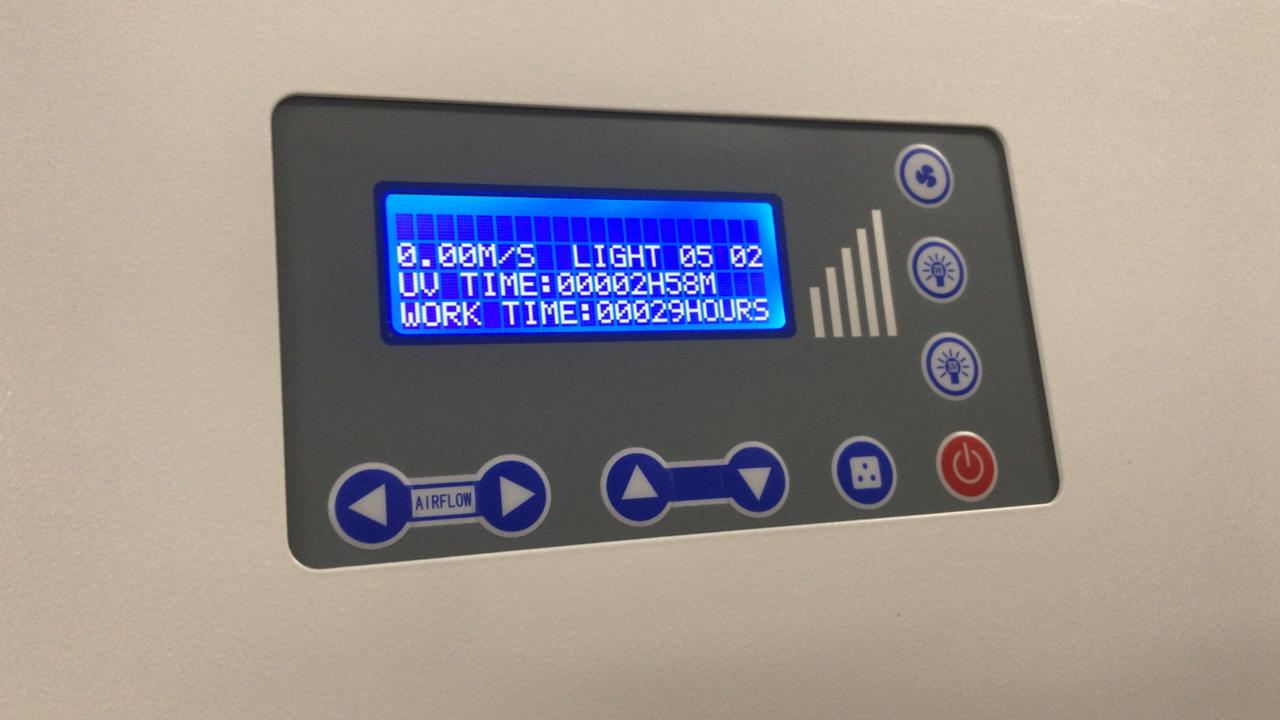 0.00M/S LIGHT 05 02
UV TIME:00002H58M
WORK TIME:00029HOURS
AIRFLOW